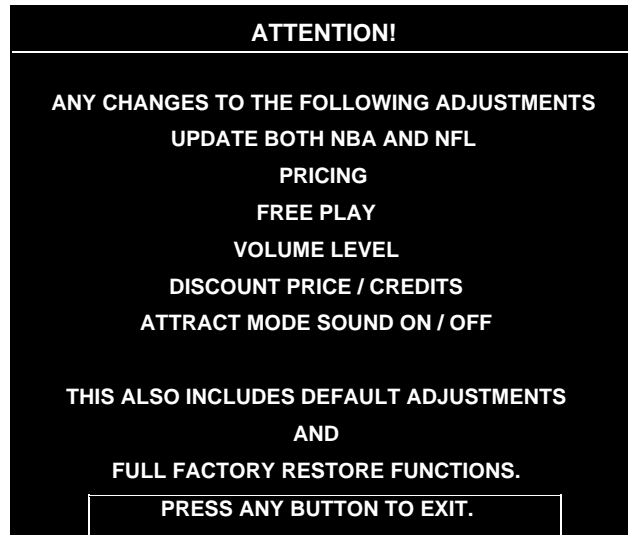 ATTENTION!
ANY CHANGES TO THE FOLLOWING ADJUSTMENTS
UPDATE BOTH NBA AND NFL
PRICING
FREE PLAY
VOLUME LEVEL
DISCOUNT PRICE / CREDITS
ATTRACT MODE SOUND ON / OFF
THIS ALSO INCLUDES DEFAULT ADJUSTMENTS
AND
FULL FACTORY RESTORE FUNCTIONS.
PRESS ANY BUTTON TO EXIT.